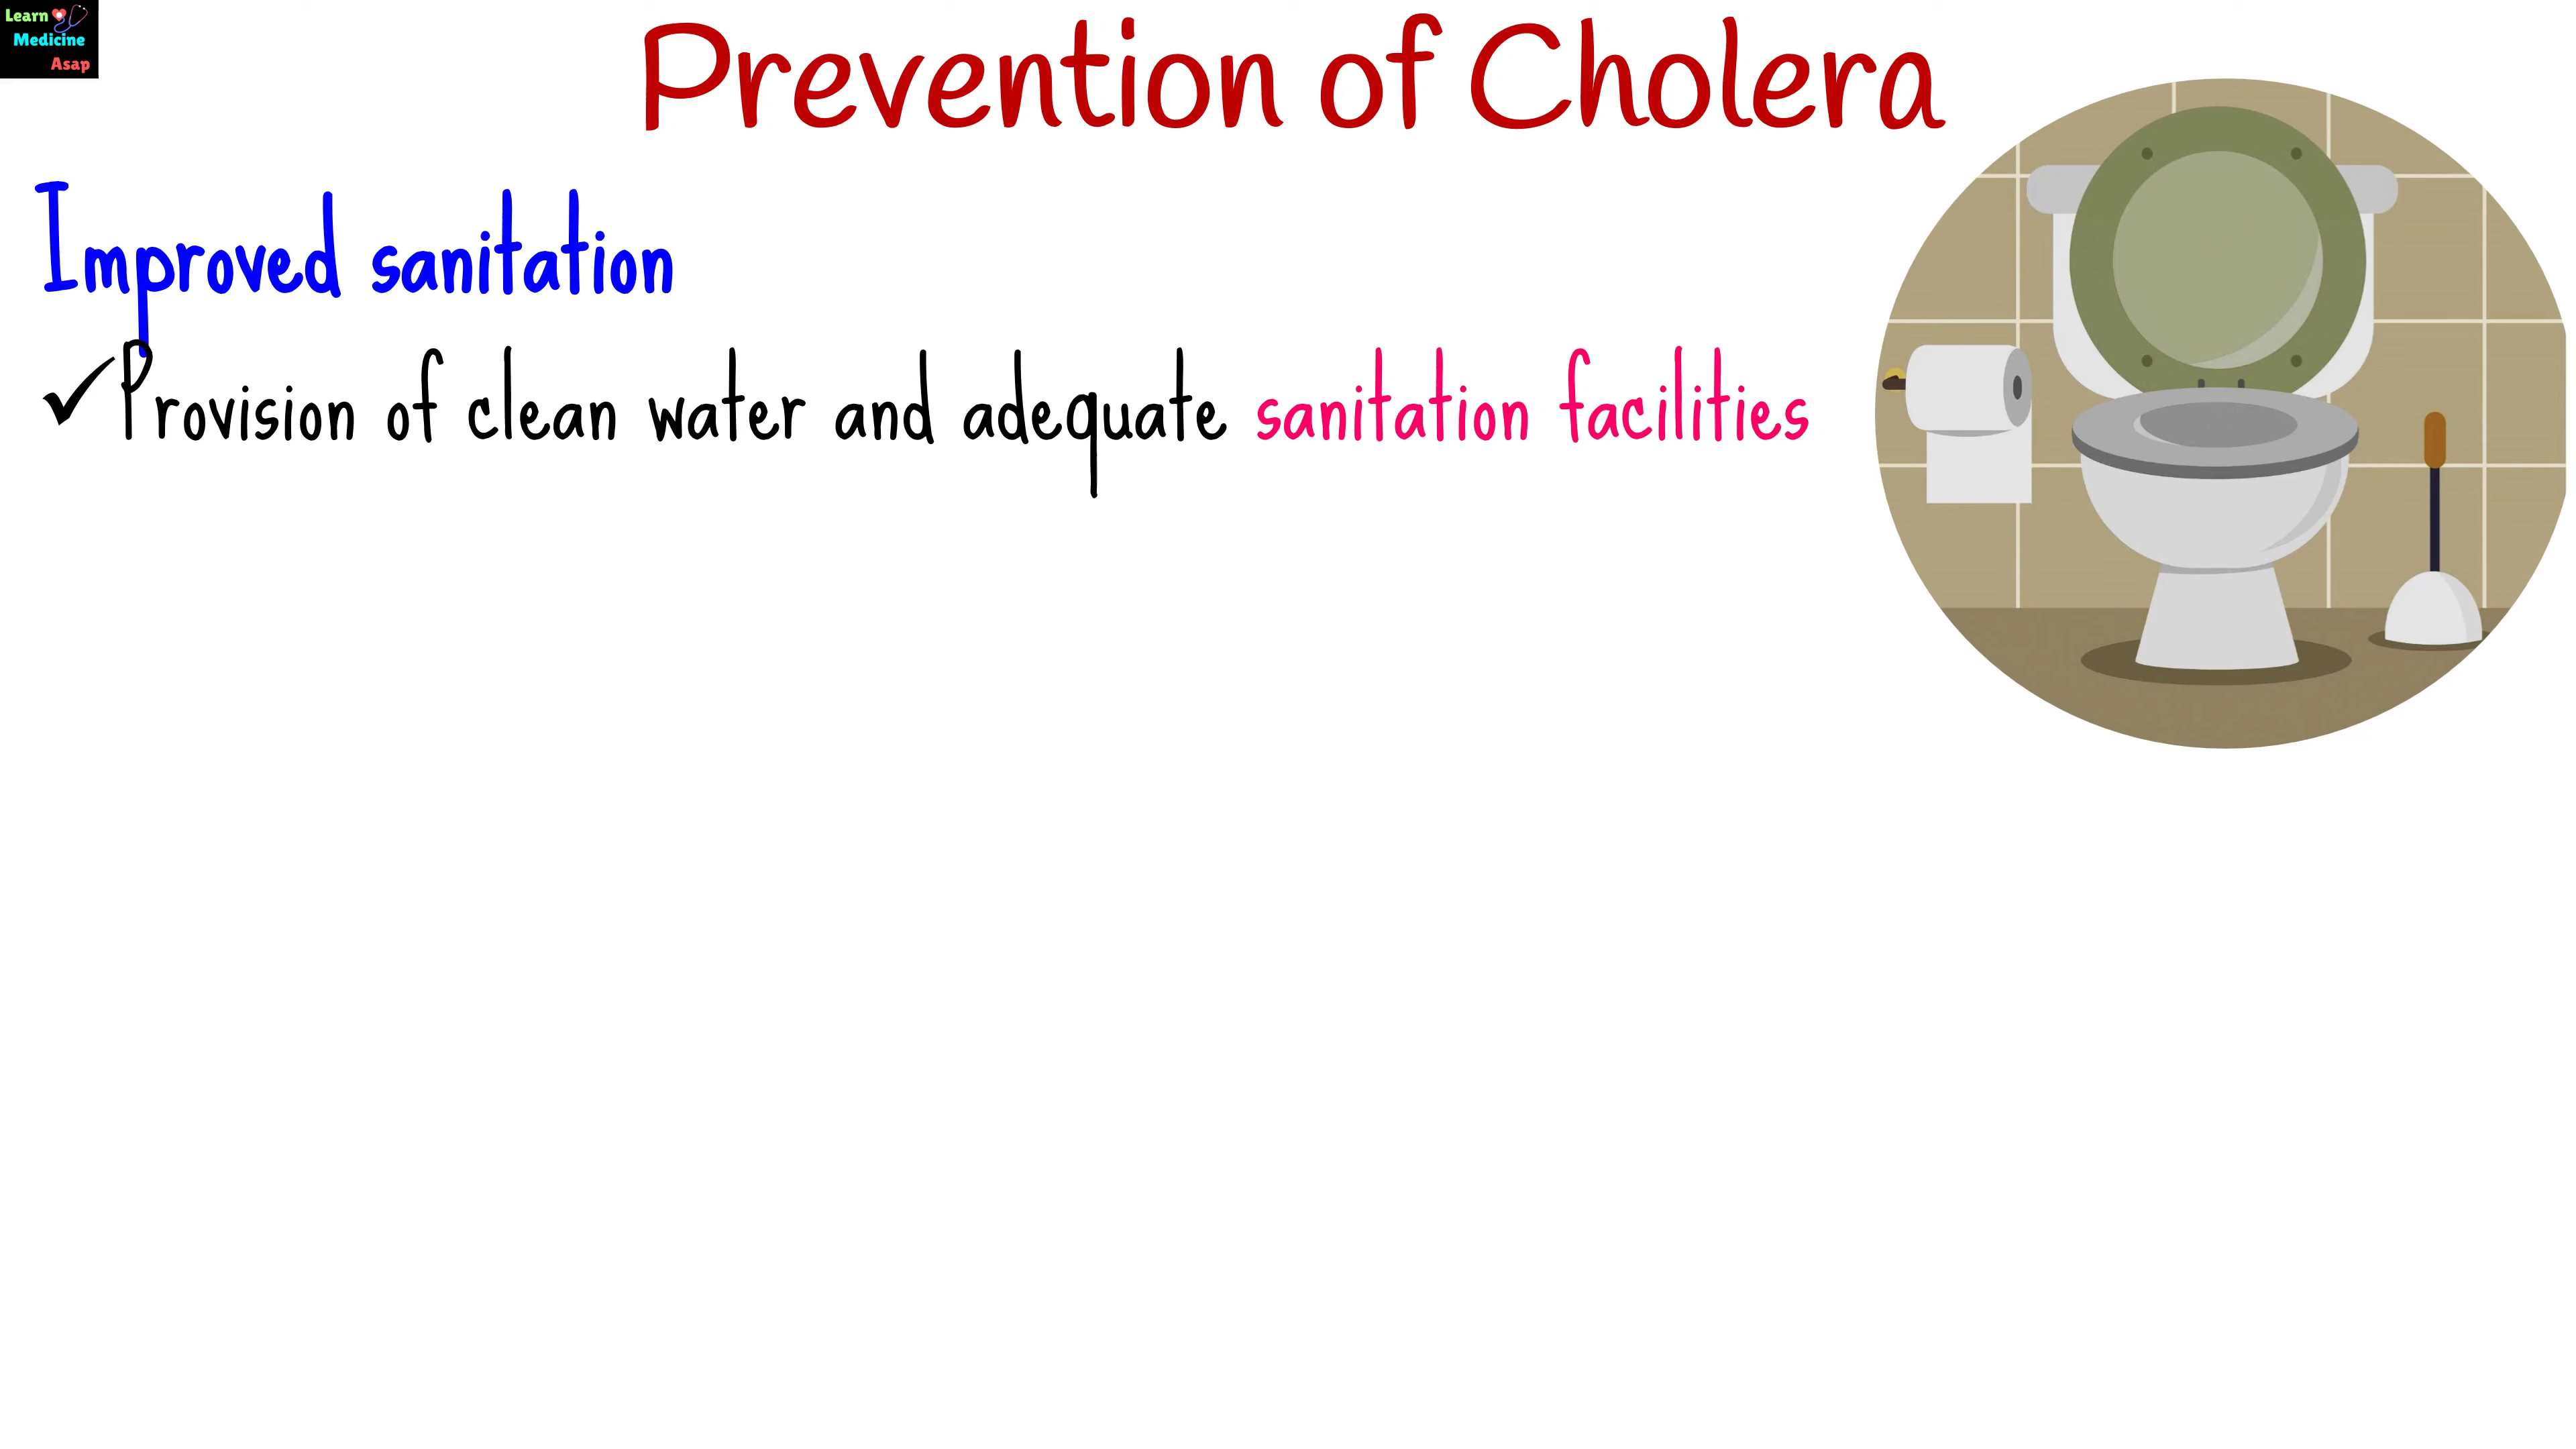 Learn
Medicine
Asap
Prevention of Cholera
Improved sanitation
✓Provision of clean water and adequate sanitation facilities